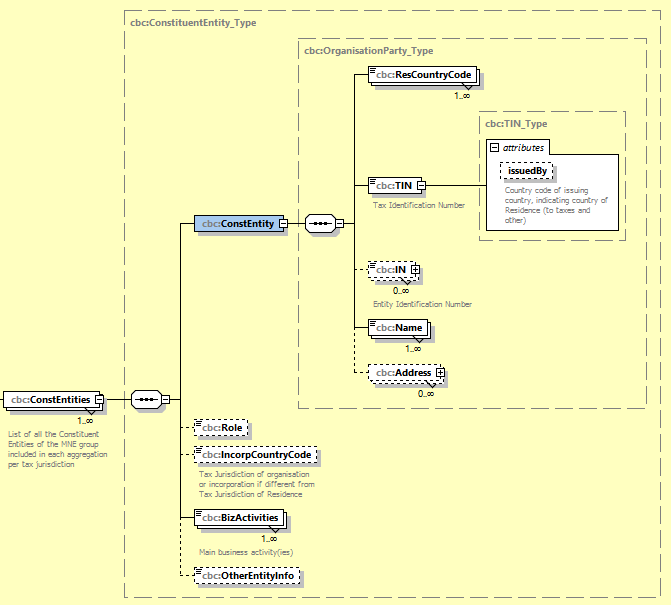 cbc:ConstituentEntity_Type
cbc:OrganisationParty_Type
cbc:ResCountryCode
1..∞
cbc:TIN_Type
attributes
issuedBy
Country code of issuing
country, indicating country of
Residence (to taxes and
other)
cbc:TIN
Tax Identification Number
cbc:ConstEntity
cbc:IN
0..∞
Entity Identification Number
cbc:Name
1..∞
cbc:Address
0..∞
cbc:ConstEntities
1..∞
List of all the Constituent
Entities of the MNE group
included in each aggregation
per tax jurisdiction
cbc:Role
cbc:IncorpCountryCode
Tax Jurisdiction of organisation
or incorporation if different from
Tax Jurisdiction of Residence
cbc:BizActivities
1..∞
Main business activity(ies)
cbc:OtherEntityInfo